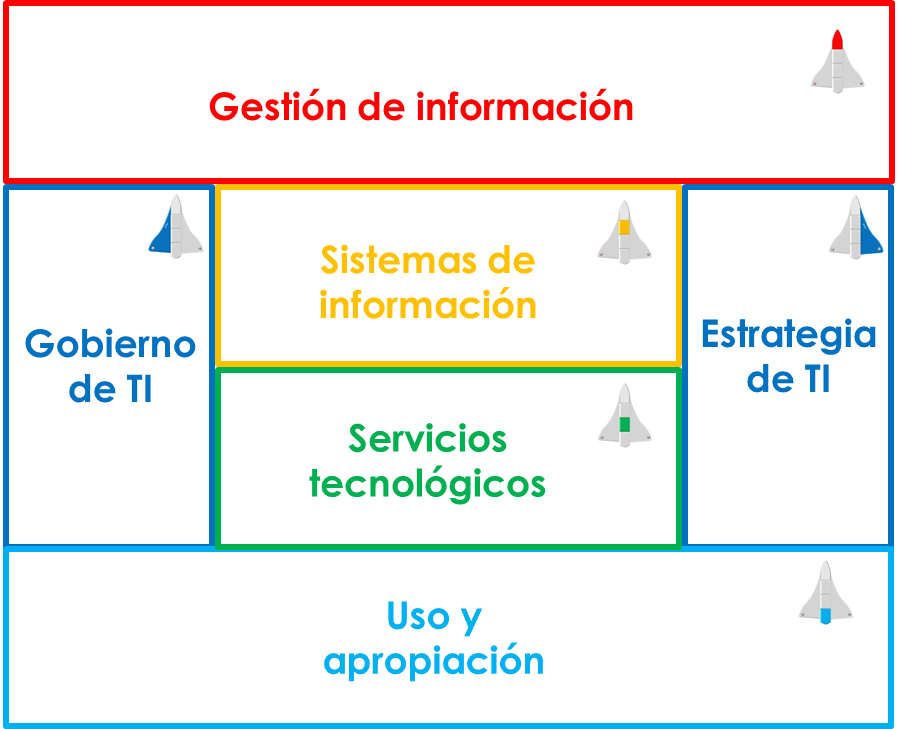 Gestión de información
Sistemas de
información
Gobierno
de TI
Estrategia
de TI
Servicios
tecnológicos
Uso y
apropiación